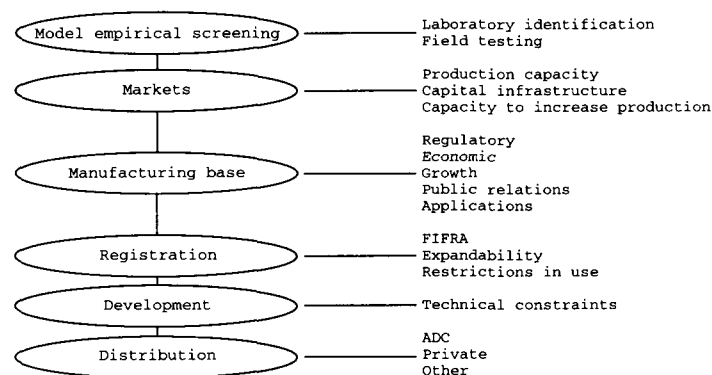 Model empirical screening
Laboratory identification
Field testing
Markets
Production capacity
Capital infrastructure
Capacity to increase production
Manufacturing base
Regulatory
Economic
Growth
Public relations
Applications
Registration
FIFRA
Expandability
Restrictions in use
Development
Technical constraints
Distribution
ADC
Private
Other